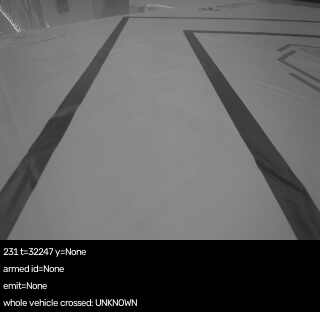 231 t=32247 y=None
armed id=None
emit=None
whole vehicle crossed: UNKNOWN